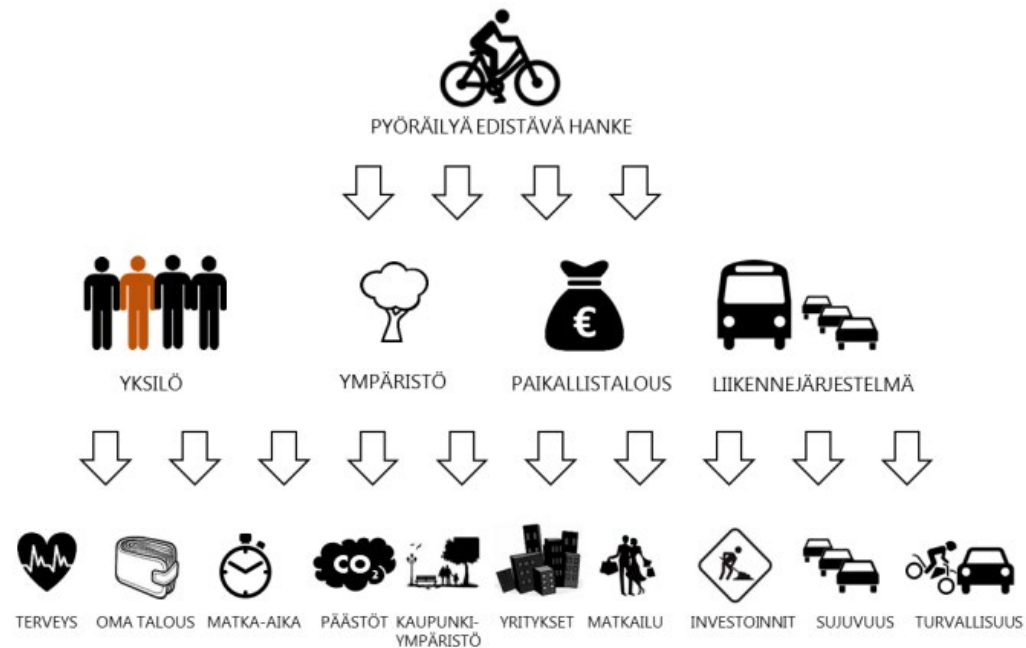 PYÖRÄILYÄ EDISTÄVÄ HANKE
€
YKSILÖ
YMPÄRISTÖ
PAIKALLISTALOUS
LIIKENNEJÄRJESTELMÄ
CO2
TERVEYS
OMA TALOUS
MATKA-AIKA
PÄÄSTÖT
KAUPUNKI-
YMPÄRISTÖ
YRITYKSET
MATKAILU
INVESTOINNIT
SUJUVUUS
TURVALLISUUS